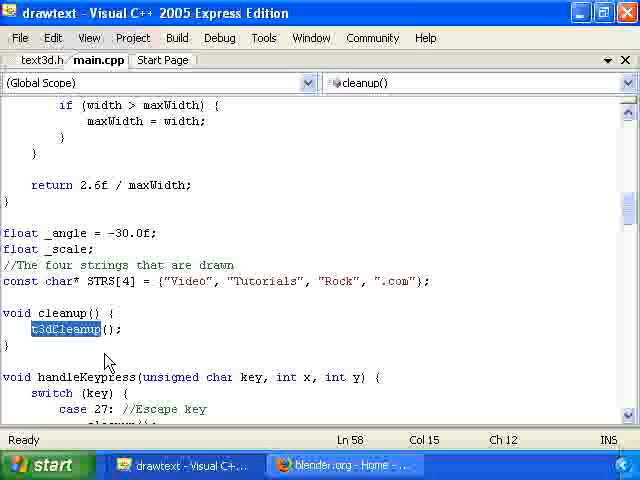 drawtext - Visual C++ 2005 Express Edition
File Edit View Project Build Debug Tools Window Community Help
text3d.h main.cpp Start Page
(Global Scope) cleanup()
if (width > maxWidth) {
maxWidth = width;
}
}
return 2.6f / maxWidth;
}
float _angle = -30.0f;
float _scale;
//The four strings that are drawn
const char* STRS[4] = {"Video", "Tutorials", "Rock", ".com"};
void cleanup() {
t3dCleanup();
}
void handleKeypress(unsigned char key, int x, int y) {
switch (key) {
case 27: //Escape key
cleanup();
Ready Ln 58 Col 15 Ch 12 INS
start drawtext - Visual C+... blender.org - Home - ...